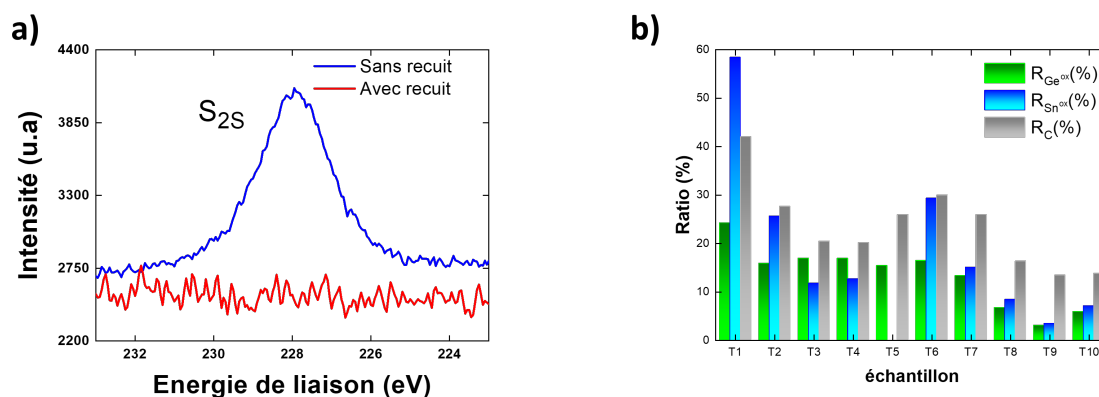 a)
4400
3850
3300
2750
2200
Intensité (u.a)
S2S
Sans recuit
Avec recuit
232
230
228
226
224
Energie de liaison (eV)
b)
60
50
40
30
20
10
0
Ratio (%)
RGeox(%)
RSnox(%)
RC(%)
T1
T2
T3
T4
T5
T6
T7
T8
T9
T10
échantillon